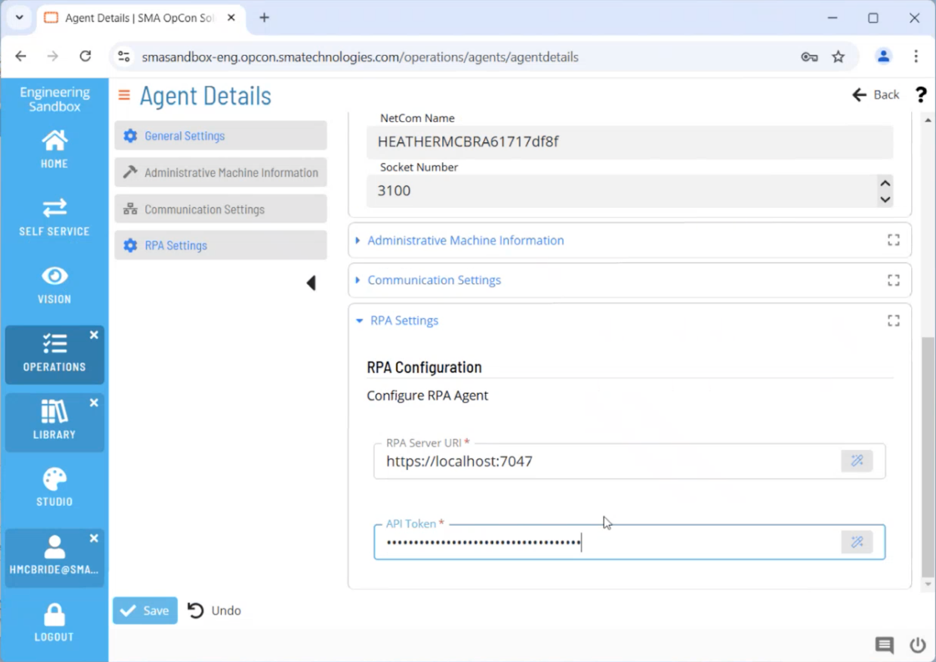 Agent Details | SMA OpCon Sol
smasandbox-eng.opcon.smatechnologies.com/operations/agents/agentdetails
Engineering
Sandbox
HOME
SELF SERVICE
VISION
OPERATIONS
LIBRARY
STUDIO
HMCBRIDE@SMA...
LOGOUT
Agent Details
Back
?
General Settings
Administrative Machine Information
Communication Settings
RPA Settings
NetCom Name
HEATHERMCBRA61717df8f
Socket Number
3100
Administrative Machine Information
Communication Settings
RPA Settings
RPA Configuration
Configure RPA Agent
RPA Server URI *
https://localhost:7047
API Token *
••••••••••••••••••••••••••••••••••••
Save
Undo